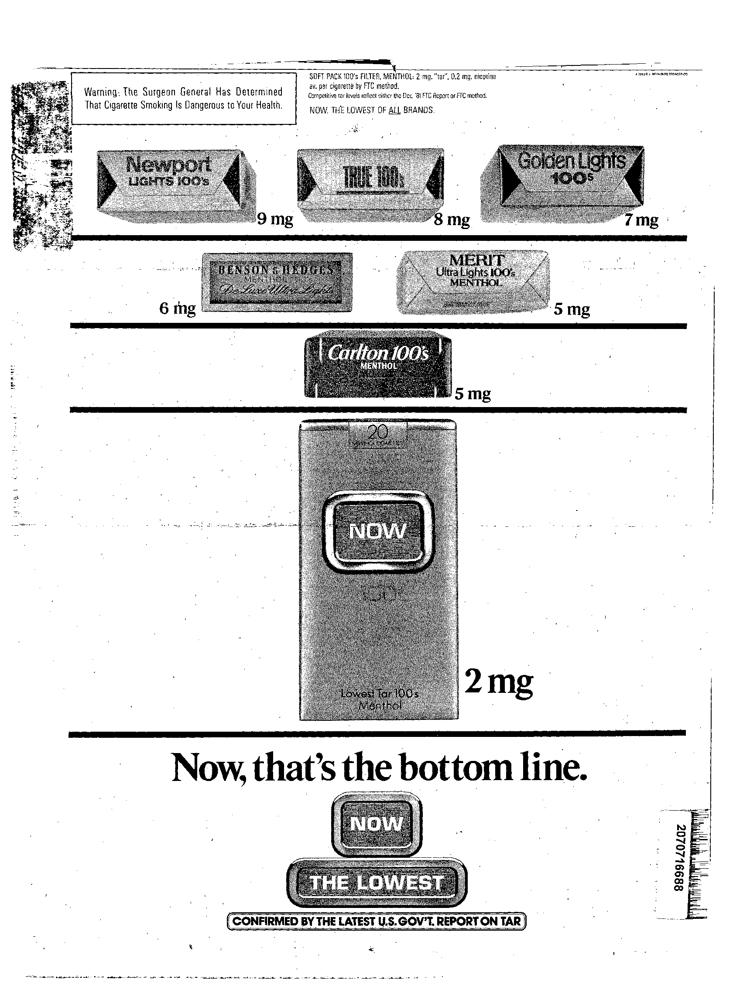 Warning: The Surgeon General Has Determined
That Cigarette Smoking Is Dangerous to Your Health.
SOFT PACK 100's FILTER, MENTHOL: 2 mg. "tar", 0.2 mg. nicotine
av. per cigarette by FTC method.
Competitive tar levels reflect either the Dec. '81 FTC Report or FTC method.
NOW. THE LOWEST OF ALL BRANDS.
Newport
LIGHTS 100's
9 mg
TRUE 100s
8 mg
Golden Lights
100s
7 mg
BENSON & HEDGES
MENTHOL
De Luxe Ultra Lights
6 mg
MERIT
Ultra Lights 100's
MENTHOL
5 mg
Carlton 100's
MENTHOL
5 mg
20
NOW
100s
Lowest Tar 100s
Menthol
2 mg
Now, that's the bottom line.
NOW
THE LOWEST
CONFIRMED BY THE LATEST U.S. GOV'T. REPORT ON TAR
2070716688